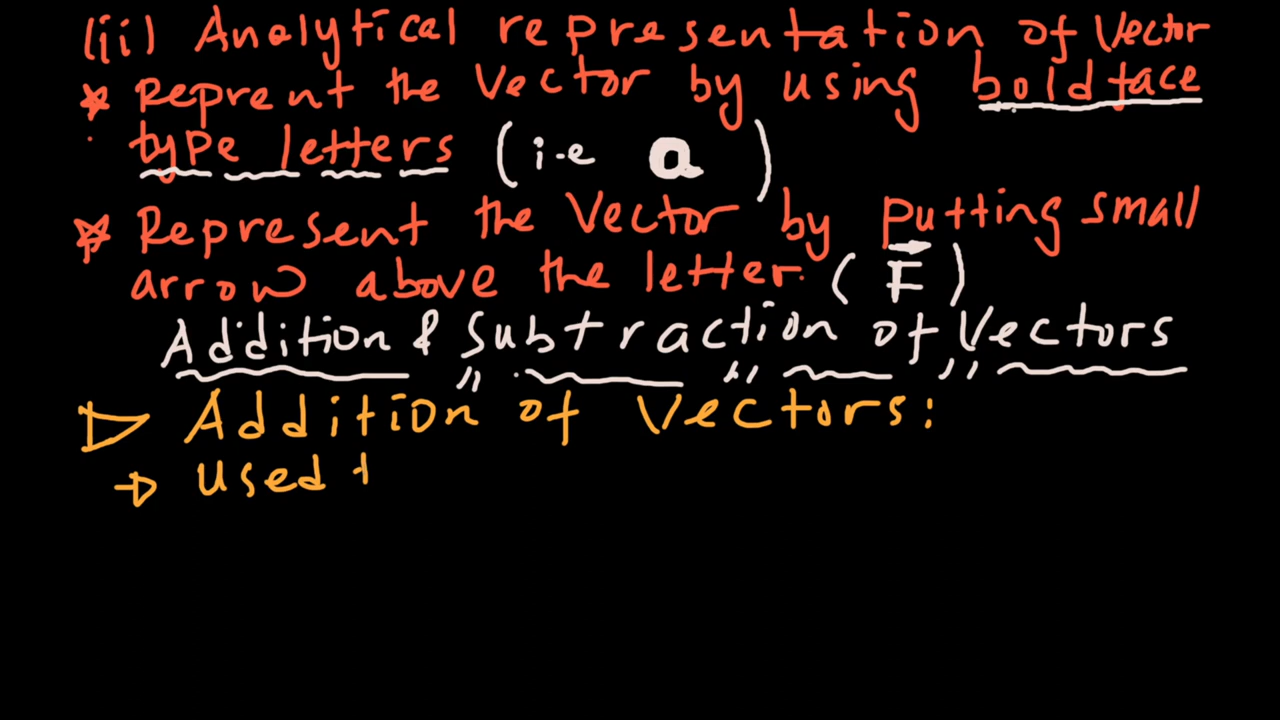 (ii) Analytical representation of Vector
* Reprent the Vector by using boldface
type letters (i.e a)
* Represent the Vector by putting small
arrow above the letter. (F)
Addition & Subtraction of Vectors
Addition of Vectors:
→ Used t